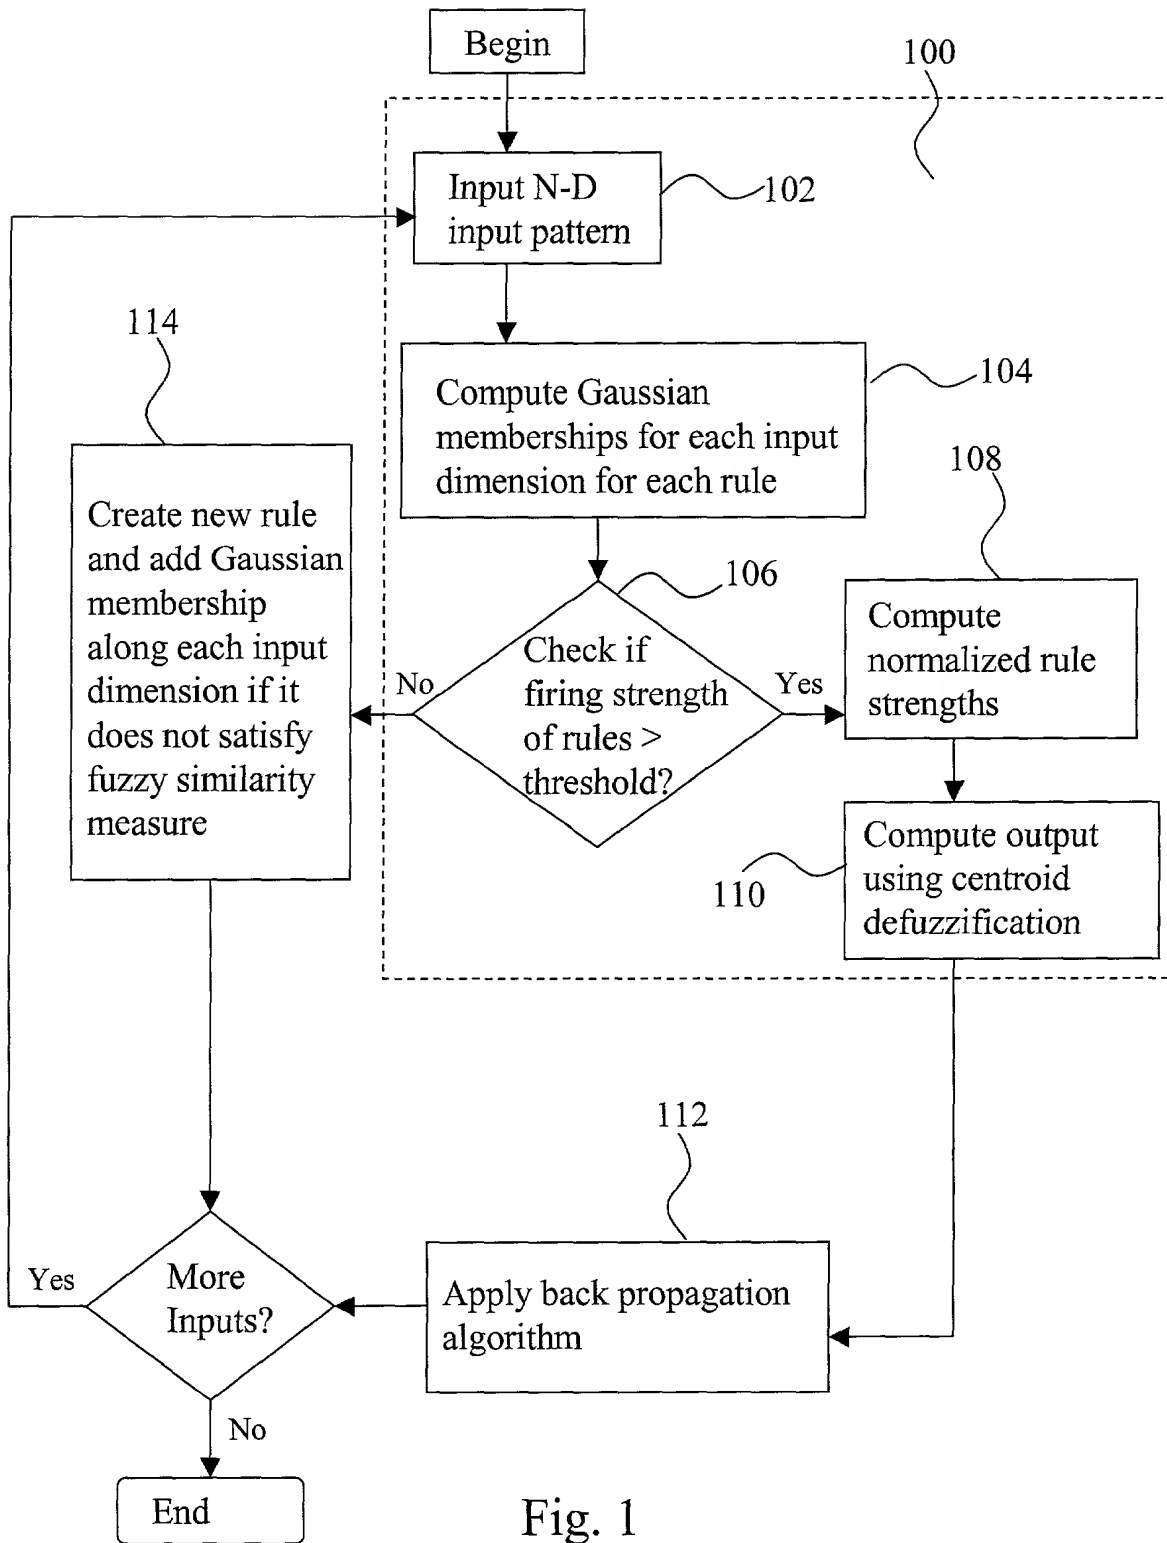 Begin
100
Input N-D
input pattern
102
114
Compute Gaussian
memberships for each input
dimension for each rule
104
108
Create new rule
and add Gaussian
membership
along each input
dimension if it
does not satisfy
fuzzy similarity
measure
106
Check if
firing strength
of rules >
threshold?
No
Yes
Compute
normalized rule
strengths
Compute output
using centroid
defuzzification
110
112
Apply back propagation
algorithm
More
Inputs?
Yes
No
End
Fig. 1